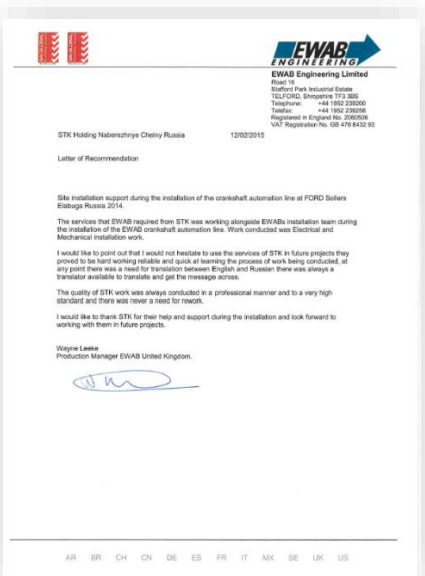 EWAB
ENGINEERING
EWAB Engineering Limited
Road 16
Stafford Park Industrial Estate
TELFORD, Shropshire TF3 3BS
Telephone: +44 1952 239200
Telefax: +44 1952 239258
Registered in England No. 2060508
VAT Registration No. GB 478 8432 93
STK Holding Naberezhnye Chelny Russia 12/02/2015
Letter of Recommendation
Site installation support during the installation of the crankshaft automation line at FORD Sollers
Elabuga Russia 2014.
The services that EWAB required from STK was working alongside EWABs installation team during
the installation of the EWAB crankshaft automation line. Work conducted was Electrical and
Mechanical installation work.
I would like to point out that I would not hesitate to use the services of STK in future projects they
proved to be hard working reliable and quick at learning the process of work being conducted, at
any point there was a need for translation between English and Russian there was always a
translator available to translate and get the message across.
The quality of STK work was always conducted in a professional manner and to a very high
standard and there was never a need for rework.
I would like to thank STK for their help and support during the installation and look forward to
working with them in future projects.
Wayne Leeke
Production Manager EWAB United Kingdom.
AR BR CH CN DE ES FR IT MX SE UK US